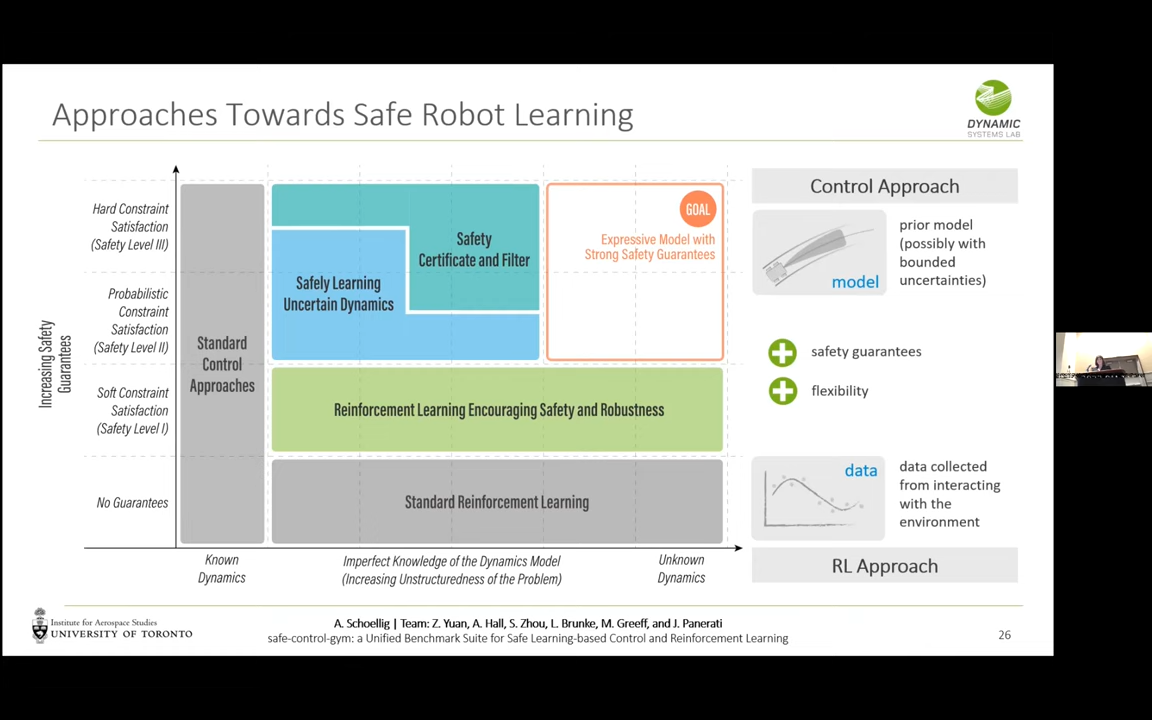 Approaches Towards Safe Robot Learning
DYNAMIC
SYSTEMS LAB
Increasing Safety
Guarantees
Hard Constraint
Satisfaction
(Safety Level III)
Probabilistic
Constraint
Satisfaction
(Safety Level II)
Soft Constraint
Satisfaction
(Safety Level I)
No Guarantees
Standard
Control
Approaches
Safely Learning
Uncertain Dynamics
Safety
Certificate and Filter
GOAL
Expressive Model with
Strong Safety Guarantees
Reinforcement Learning Encouraging Safety and Robustness
Standard Reinforcement Learning
Known
Dynamics
Imperfect Knowledge of the Dynamics Model
(Increasing Unstructuredness of the Problem)
Unknown
Dynamics
Control Approach
model
prior model
(possibly with
bounded
uncertainties)
safety guarantees
flexibility
data
data collected
from interacting
with the
environment
RL Approach
Institute for Aerospace Studies
UNIVERSITY OF TORONTO
A. Schoellig | Team: Z. Yuan, A. Hall, S. Zhou, L. Brunke, M. Greeff, and J. Panerati
safe-control-gym: a Unified Benchmark Suite for Safe Learning-based Control and Reinforcement Learning
26